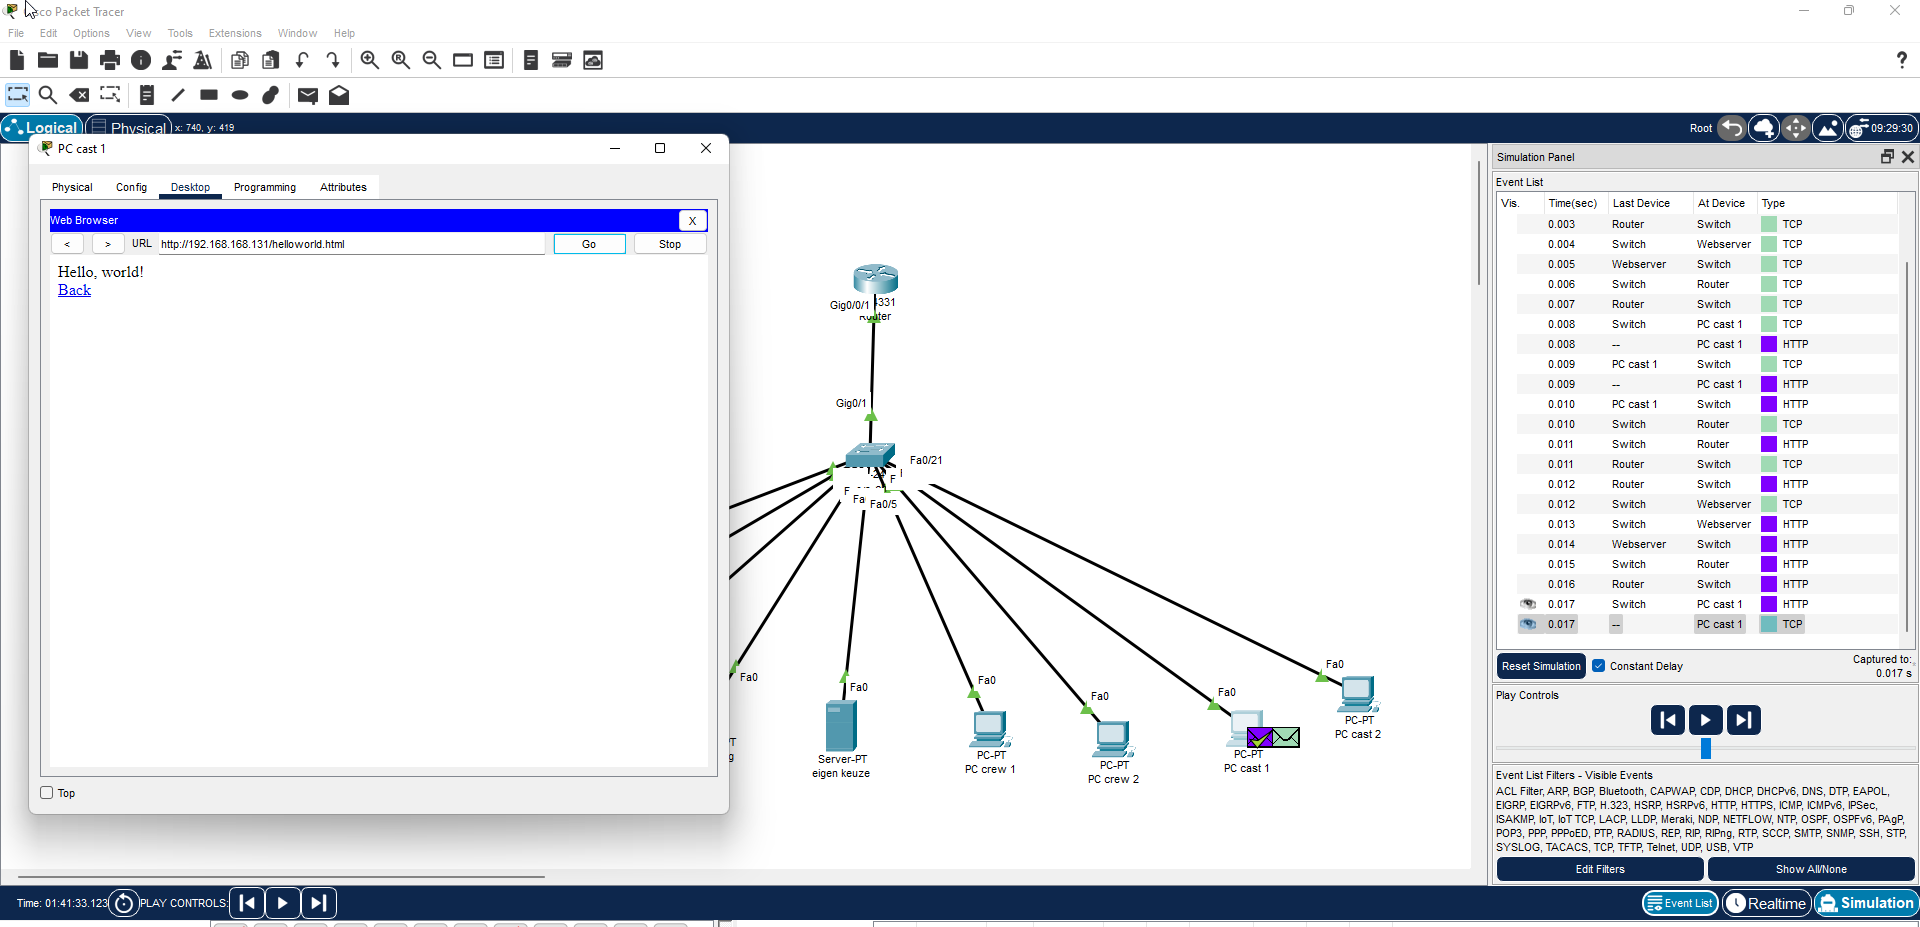 sco Packet Tracer
File Edit Options View Tools Extensions Window Help
Logical Physical x: 740, y: 419 Root 09:29:30
PC cast 1
Physical Config Desktop Programming Attributes
Web Browser X
< > URL http://192.168.168.131/helloworld.html Go Stop
Hello, world!
Back
Top
4331
Gig0/0/1
Router
Gig0/1
Fa0/21
Fa0/5
Fa0
Fa0
Server-PT
eigen keuze
Fa0
PC-PT
PC crew 1
Fa0
PC-PT
PC crew 2
Fa0
PC-PT
PC cast 1
Fa0
PC-PT
PC cast 2
Simulation Panel
Event List
Vis. Time(sec) Last Device At Device Type
0.003 Router Switch TCP
0.004 Switch Webserver TCP
0.005 Webserver Switch TCP
0.006 Switch Router TCP
0.007 Router Switch TCP
0.008 Switch PC cast 1 TCP
0.008 -- PC cast 1 HTTP
0.009 PC cast 1 Switch TCP
0.009 -- PC cast 1 HTTP
0.010 PC cast 1 Switch HTTP
0.010 Switch Router TCP
0.011 Switch Router HTTP
0.011 Router Switch TCP
0.012 Router Switch HTTP
0.012 Switch Webserver TCP
0.013 Switch Webserver HTTP
0.014 Webserver Switch HTTP
0.015 Switch Router HTTP
0.016 Router Switch HTTP
0.017 Switch PC cast 1 HTTP
0.017 -- PC cast 1 TCP
Reset Simulation Constant Delay Captured to:
0.017 s
Play Controls
Event List Filters - Visible Events
ACL Filter, ARP, BGP, Bluetooth, CAPWAP, CDP, DHCP, DHCPv6, DNS, DTP, EAPOL,
EIGRP, EIGRPv6, FTP, H.323, HSRP, HSRPv6, HTTP, HTTPS, ICMP, ICMPv6, IPSec,
ISAKMP, IoT, IoT TCP, LACP, LLDP, Meraki, NDP, NETFLOW, NTP, OSPF, OSPFv6, PAgP,
POP3, PPP, PPPoED, PTP, RADIUS, REP, RIP, RIPng, RTP, SCCP, SMTP, SNMP, SSH, STP,
SYSLOG, TACACS, TCP, TFTP, Telnet, UDP, USB, VTP
Edit Filters Show All/None
Time: 01:41:33.123 PLAY CONTROLS: Event List Realtime Simulation